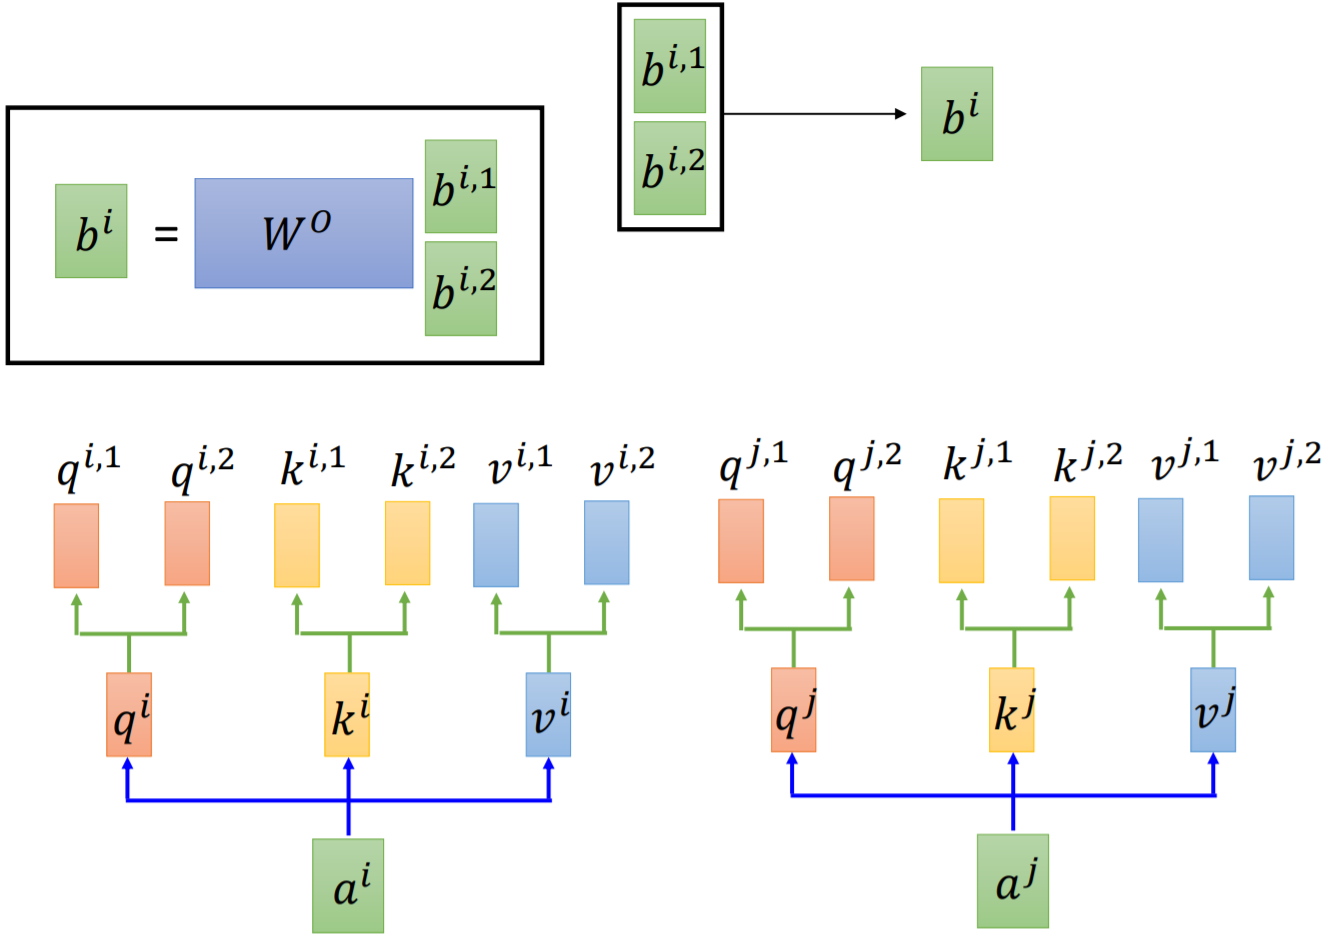 b^{i,1}
b^{i,2}
b^i
b^i = W^O b^{i,1}
b^{i,2}
q^{i,1} q^{i,2} k^{i,1} k^{i,2} v^{i,1} v^{i,2} q^{j,1} q^{j,2} k^{j,1} k^{j,2} v^{j,1} v^{j,2}
q^i k^i v^i q^j k^j v^j
a^i a^j